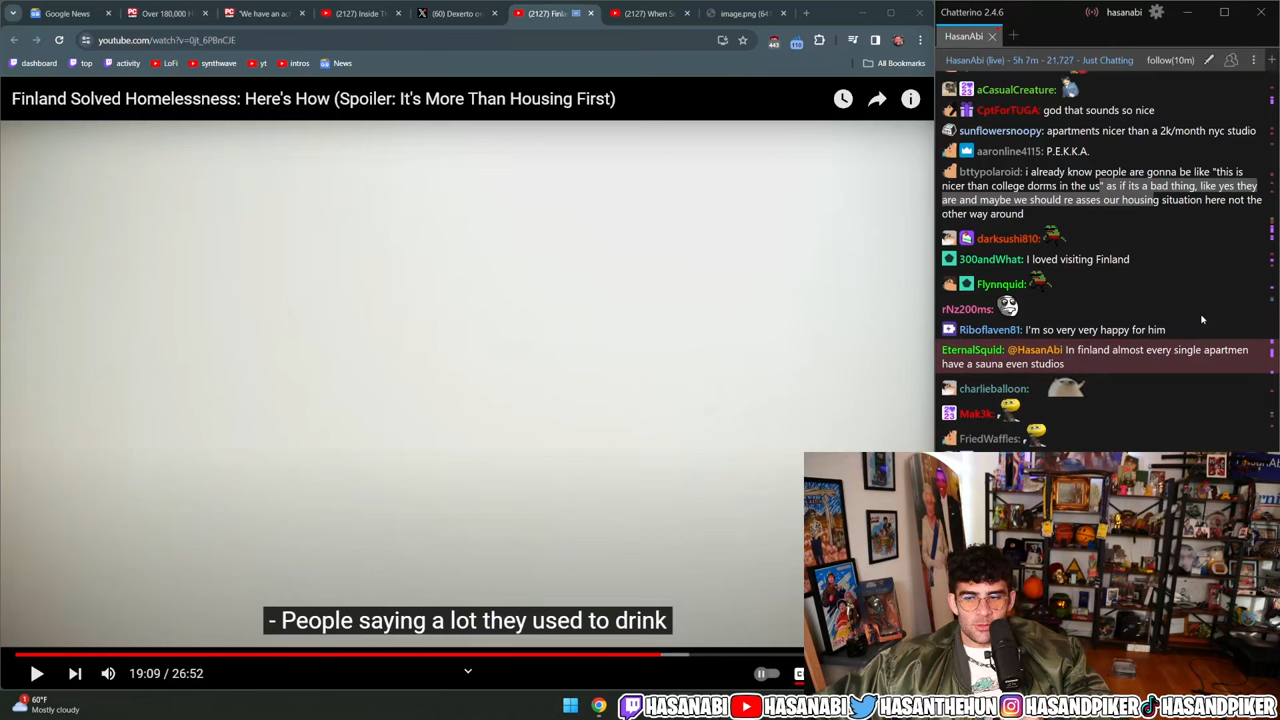 Google News
Over 180,000 H
"We have an act
(2127) Inside T
(60) Dexerto or
(2127) Finl
(2127) When S
image.png (641
youtube.com/watch?v=0jt_6PBnCJE
443
110
dashboard
top
activity
LoFi
synthwave
yt
intros
News
All Bookmarks
Finland Solved Homelessness: Here's How (Spoiler: It's More Than Housing First)
- People saying a lot they used to drink
19:09 / 26:52
Chatterino 2.4.6
hasanabi
HasanAbi
HasanAbi (live) - 5h 7m - 21,727 - Just Chatting
follow(10m)
aCasualCreature:
CptForTUGA: god that sounds so nice
sunflowersnoopy: apartments nicer than a 2k/month nyc studio
aaronline4115: P.E.K.K.A.
bttypolaroid: i already know people are gonna be like "this is
nicer than college dorms in the us" as if its a bad thing, like yes they
are and maybe we should re asses our housing situation here not the
other way around
darksushi810:
300andWhat: I loved visiting Finland
Flynnquid:
rNz200ms:
Riboflaven81: I'm so very very happy for him
EternalSquid: @HasanAbi In finland almost every single apartmen
have a sauna even studios
charlieballoon:
Mak3k:
FriedWaffles:
1
60°F
Mostly cloudy
HASANABI
HASANABI
HASANTHEHUN
HASANDPIKER
HASANDPIKER